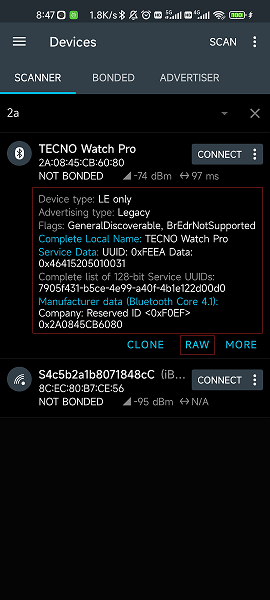 8:47
1.8K/s
5G
4G
Devices
SCAN
SCANNER
BONDED
ADVERTISER
2a
TECNO Watch Pro
2A:08:45:CB:60:80
NOT BONDED
-74 dBm
97 ms
CONNECT
Device type: LE only
Advertising type: Legacy
Flags: GeneralDiscoverable, BrEdrNotSupported
Complete Local Name: TECNO Watch Pro
Service Data: UUID: 0xFEEA Data:
0x46415205010031
Complete list of 128-bit Service UUIDs:
7905f431-b5ce-4e99-a40f-4b1e122d00d0
Manufacturer data (Bluetooth Core 4.1):
Company: Reserved ID <0xF0EF>
0x2A0845CB6080
CLONE
RAW
MORE
S4c5b2a1b8071848cC (iB...
8C:EC:80:B7:CE:56
NOT BONDED
-95 dBm
N/A
CONNECT